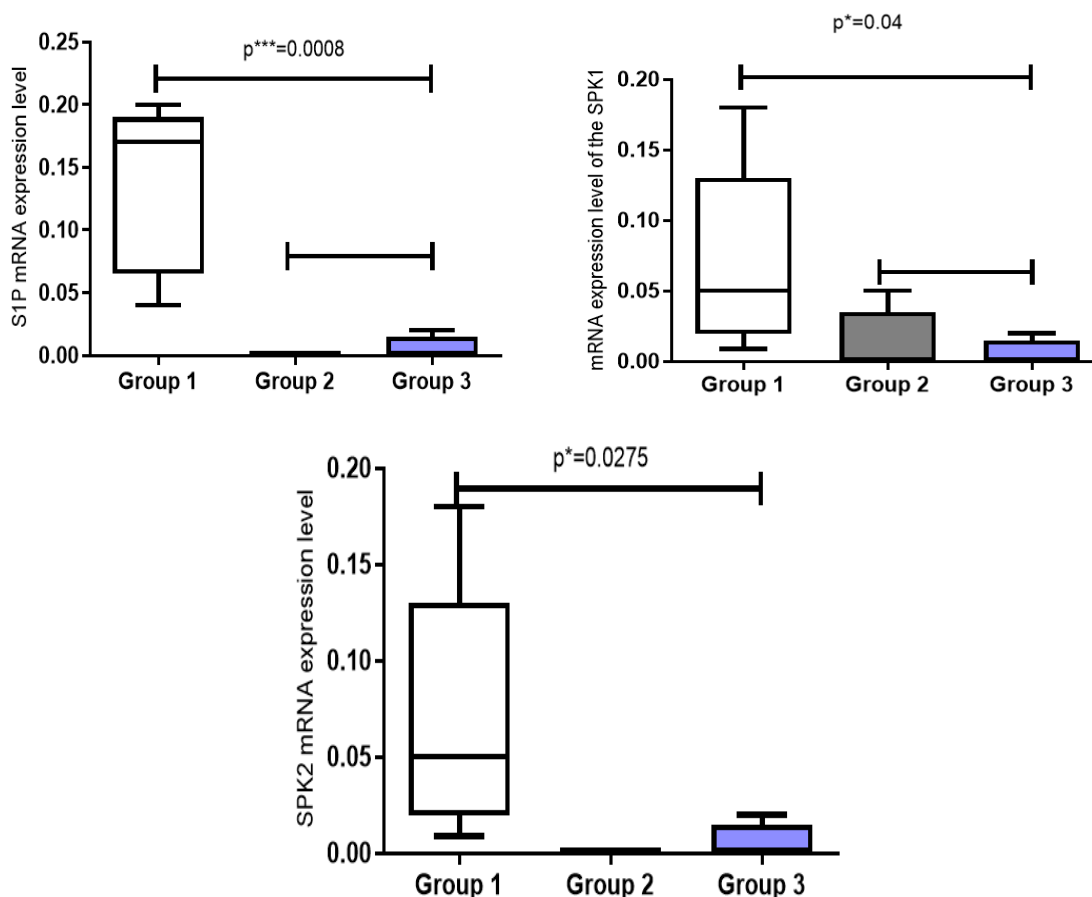 p***=0.0008
S1P mRNA expression level
0.25
0.20
0.15
0.10
0.05
0.00
Group 1 Group 2 Group 3
p*=0.04
mRNA expression level of the SPK1
0.20
0.15
0.10
0.05
0.00
Group 1 Group 2 Group 3
p*=0.0275
SPK2 mRNA expression level
0.20
0.15
0.10
0.05
0.00
Group 1 Group 2 Group 3